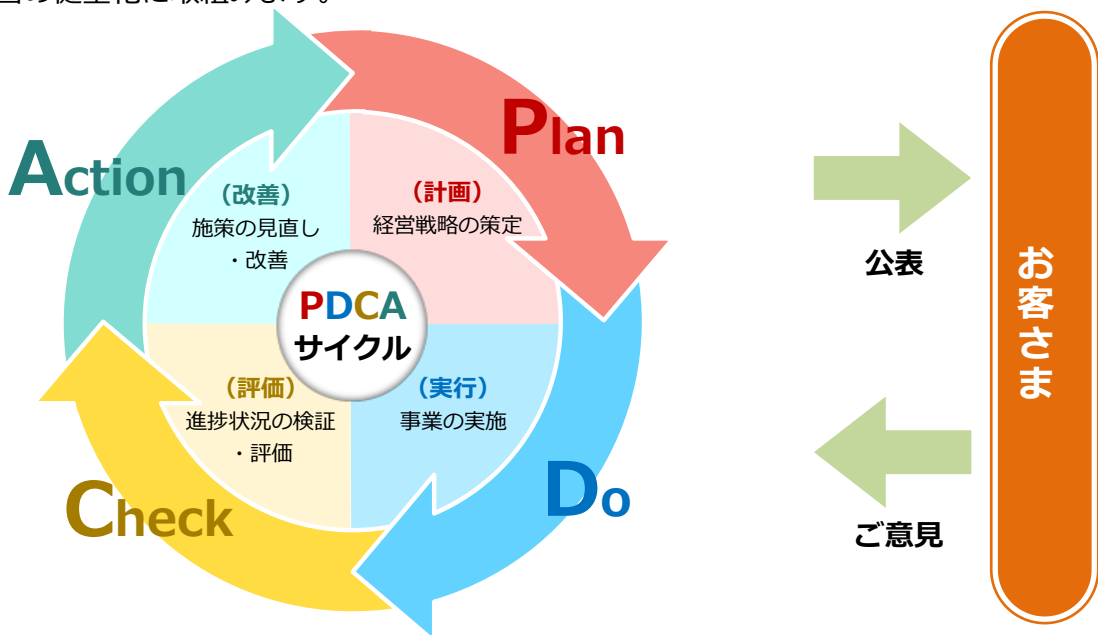 Plan
(計画)
経営戦略の策定
Action
(改善)
施策の見直し
・改善
PDCA
サイクル
(評価)
進捗状況の検証
・評価
Check
(実行)
事業の実施
Do
公表
ご意見
お客さま